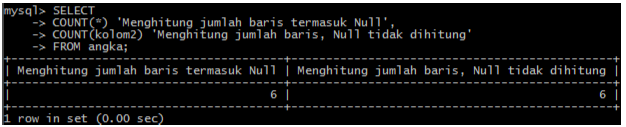 mysql> SELECT
    -> COUNT(*) 'Menghitung jumlah baris termasuk Null',
    -> COUNT(kolom2) 'Menghitung jumlah baris, Null tidak dihitung'
    -> FROM angka;
+---------------------------------------+----------------------------------------------+
| Menghitung jumlah baris termasuk Null | Menghitung jumlah baris, Null tidak dihitung |
+---------------------------------------+----------------------------------------------+
|                                     6 |                                            6 |
+---------------------------------------+----------------------------------------------+
1 row in set (0.00 sec)